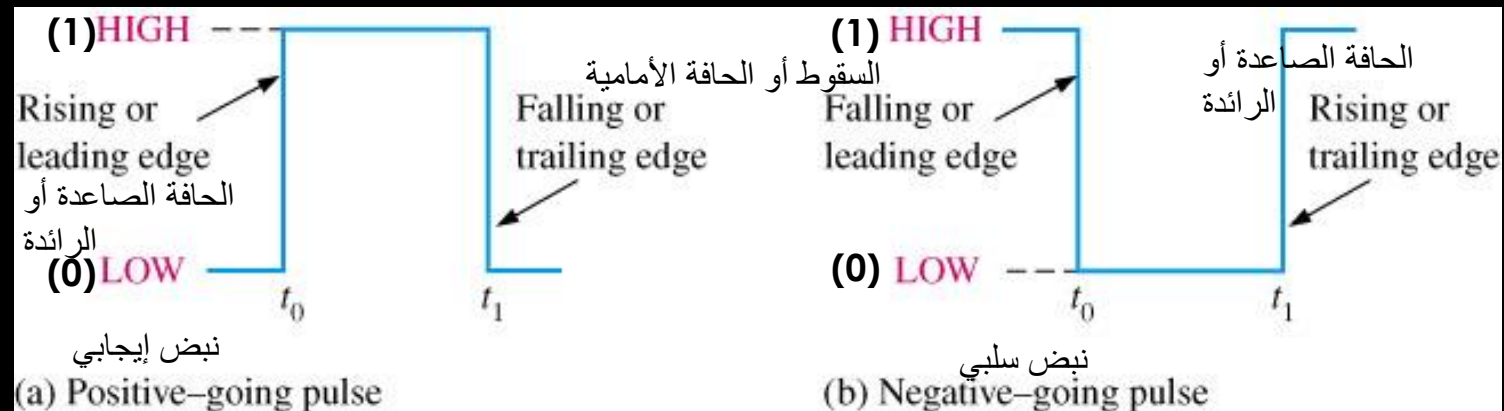 (1)HIGH
Rising or
leading edge
الحافة الصاعدة أو
الرائدة
(0)LOW
t0
t1
Falling or
trailing edge
السقوط أو الحافة الأمامية
نبض إيجابي
(a) Positive–going pulse
(1) HIGH
Falling or
leading edge
(0) LOW
t0
t1
الحافة الصاعدة أو
الرائدة
Rising or
trailing edge
نبض سلبي
(b) Negative–going pulse